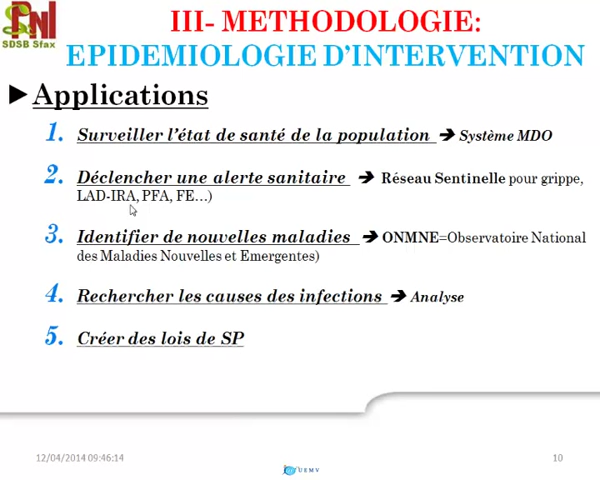 PNI
SDSB Sfax
III- METHODOLOGIE:
EPIDEMIOLOGIE D’INTERVENTION
►Applications
1. Surveiller l’état de santé de la population ➔ Système MDO
2. Déclencher une alerte sanitaire ➔ Réseau Sentinelle pour grippe,
LAD-IRA, PFA, FE…)
3. Identifier de nouvelles maladies ➔ ONMNE=Observatoire National
des Maladies Nouvelles et Emergentes)
4. Rechercher les causes des infections ➔ Analyse
5. Créer des lois de SP
12/04/2014 09:46:14
10
UEMV